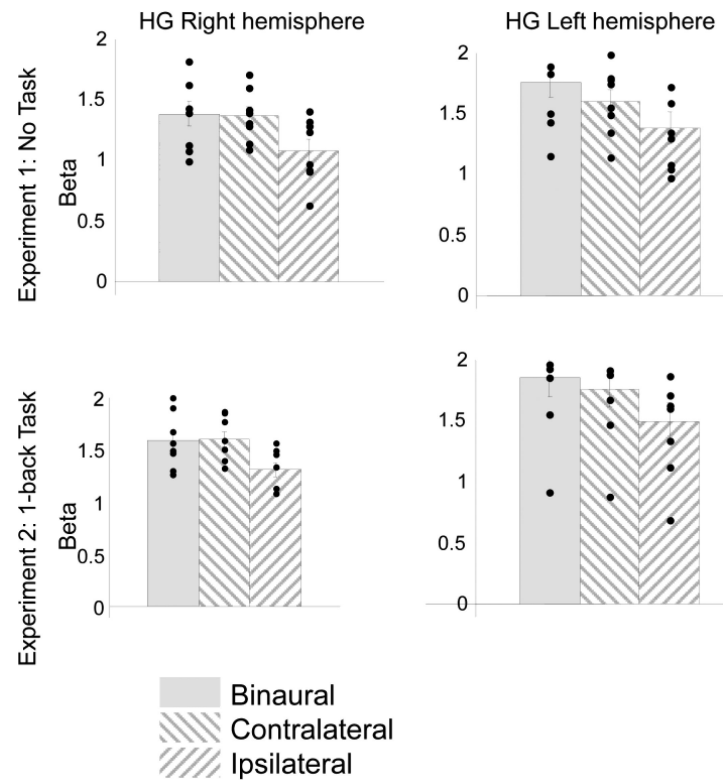 HG Right hemisphere
HG Left hemisphere
Experiment 1: No Task
Beta
2
1.5
1
0.5
0
2
1.5
1
0.5
0
Experiment 2: 1-back Task
Beta
2
1.5
1
0.5
0
2
1.5
1
0.5
0
Binaural
Contralateral
Ipsilateral